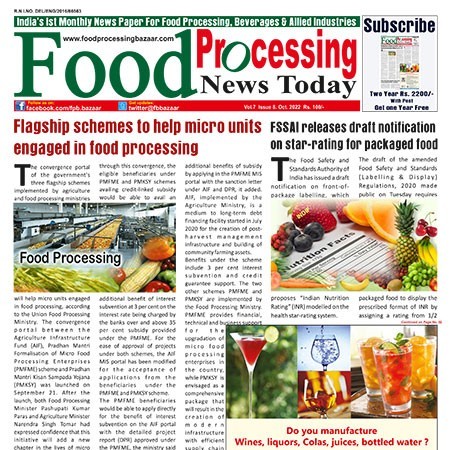 R.N.I.NO. DELIENG/2016/66583
India's Ist Monthly News Paper For Food Processing, Beverages & Allied Industries
www.foodprocessingbazaar.com
Food Processing
News Today
Follow us on:
facebook.com/fpb.bazaar
Get updates:
twitter@fbbazaar
Vol 7 Issue 8, Oct. 2022 Rs. 100/-
Subscribe
Two Year Rs. 2200/-
With Post
Get one Year Free
Flagship schemes to help micro units
engaged in food processing
The convergence portal
of the government's
three flagship schemes
implemented by agriculture
and food processing ministries
Food Processing
will help micro units engaged
in food processing, according
to the Union Food Processing
Ministry. The convergence
portal between the
Agriculture Infrastructure
Fund (AIF), Pradhan Mantri
Formalisation of Micro Food
Processing Enterprises
(PMFME) scheme and Pradhan
Mantri Kisan Sampada Yojana
(PMKSY) was launched on
September 21. After the
launch, both Food Processing
Minister Pashupati Kumar
Paras and Agriculture Minister
Narendra Singh Tomar had
expressed confidence that this
initiative will add a new
chapter in the lives of micro
through this convergence, the
eligible beneficiaries under
PMFME and PMKSY schemes
availing credit-linked subsidy
would be able to avail an
additional benefit of interest
subvention at 3 per cent on the
interest rate being charged by
the banks over and above 35
per cent subsidy provided
under the PMFME. For the
ease of approval of projects
under both schemes, the AIF
MIS portal has been modified
for the acceptance of
applications from the
beneficiaries under the
PMFME and PMKSY schemes.
The PMFME beneficiaries
would be able to apply directly
for the benefit of interest
subvention on the AIF portal
with the detailed project
report (DPR) approved under
the PMFME, the ministry said
additional benefits of subsidy
by applying in the PMFME MIS
portal with the sanction letter
under AIF and DPR, it added.
AIF, implemented by the
Agriculture Ministry, is a
medium to long-term debt
financing facility started in July
2020 for the creation of post-
harvest management
infrastructure and building of
community farming assets.
Benefits under the scheme
include 3 per cent interest
subvention and credit
guarantee support. The two
other schemes PMFME and
PMKSY are implemented by
the Food Processing Ministry.
PMFME provides financial,
technical and business support
for the
upgradation of
micro food
processing
enterprises in
the country,
while PMKSY is
envisaged as a
comprehensive
package that
will result in the
creation of
modern
infrastructure
with efficient
supply chain
FSSAI releases draft notification
on star-rating for packaged food
The Food Safety and
Standards Authority of
India has issued a draft
notification on front-of-
package labelling, which
proposes "Indian Nutrition
Rating" (INR) modelled on the
health star-rating system.
The draft of the amended
Food Safety and Standards
(Labelling & Display)
Regulations, 2020 made
public on Tuesday requires
Nutrition Fact
packaged food to display the
prescribed format of INR by
assigning a rating from 1/2
Do you manufacture
Wines, liquors, Colas, juices, bottled water ?